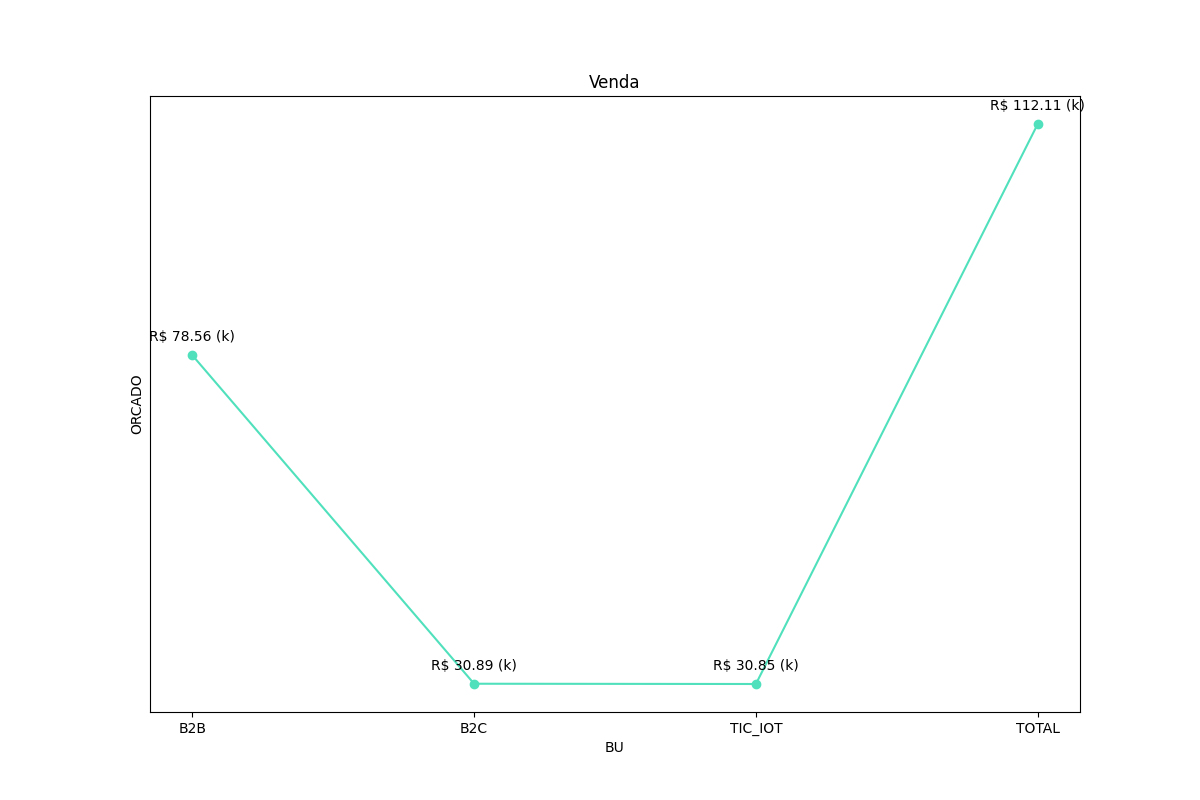 Venda
R$ 112.11 (k)
R$ 78.56 (k)
ORCADO
R$ 30.89 (k)
R$ 30.85 (k)
B2B
B2C
TIC_IOT
TOTAL
BU